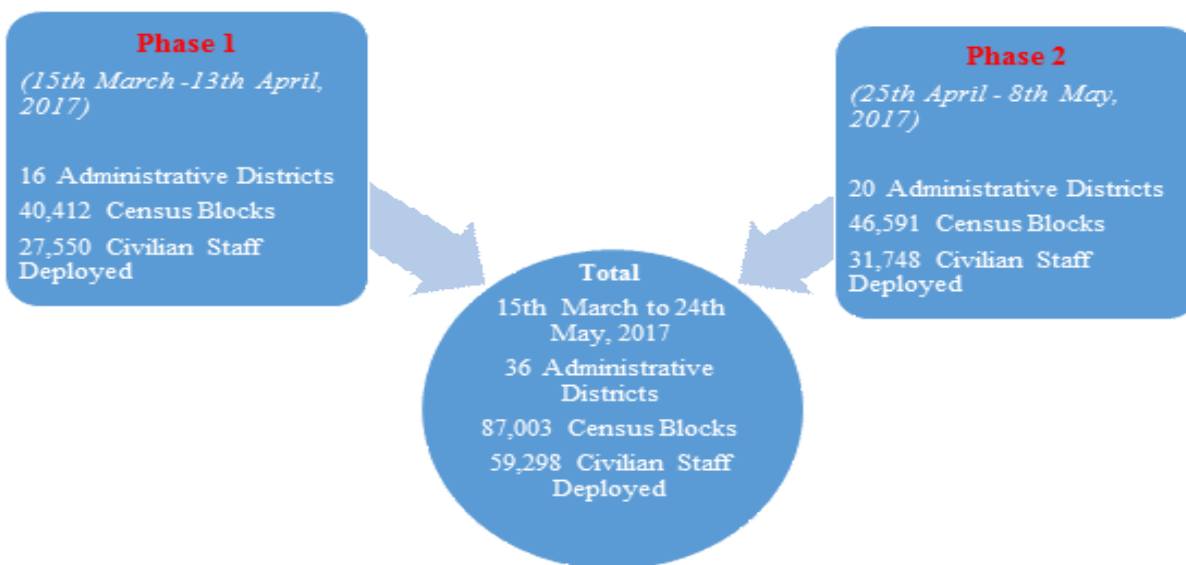 Phase 1
(15th March -13th April,
2017)
16 Administrative Districts
40,412 Census Blocks
27,550 Civilian Staff
Deployed
Phase 2
(25th April - 8th May,
2017)
20 Administrative Districts
46,591 Census Blocks
31,748 Civilian Staff
Deployed
Total
15th March to 24th
May, 2017
36 Administrative
Districts
87,003 Census Blocks
59,298 Civilian Staff
Deployed